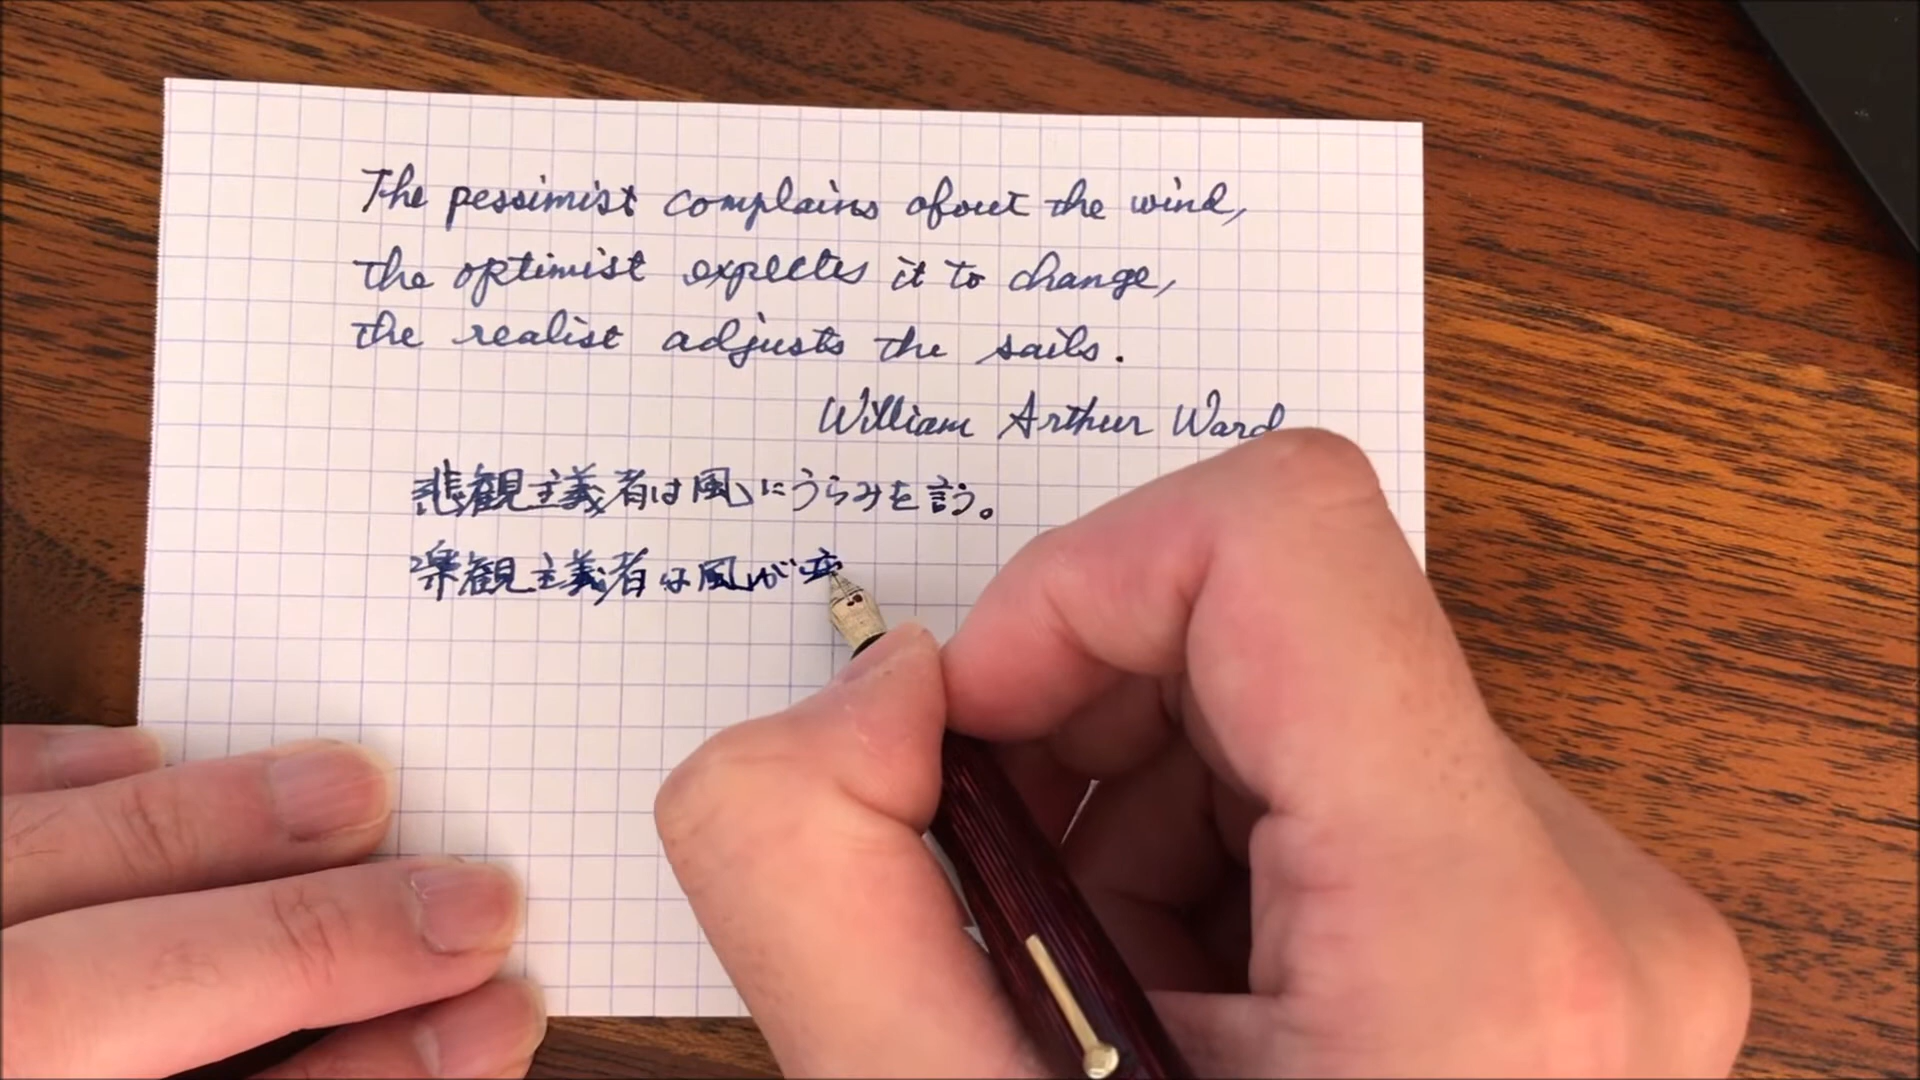 The pessimist complains about the wind,
the optimist expects it to change,
the realist adjusts the sails.
William Arthur Ward
悲観主義者は風にうらみを言う。
楽観主義者は風が